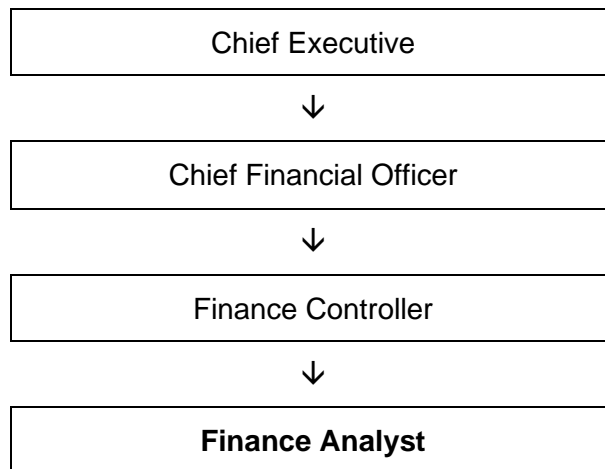 Chief Executive
Chief Financial Officer
Finance Controller
Finance Analyst